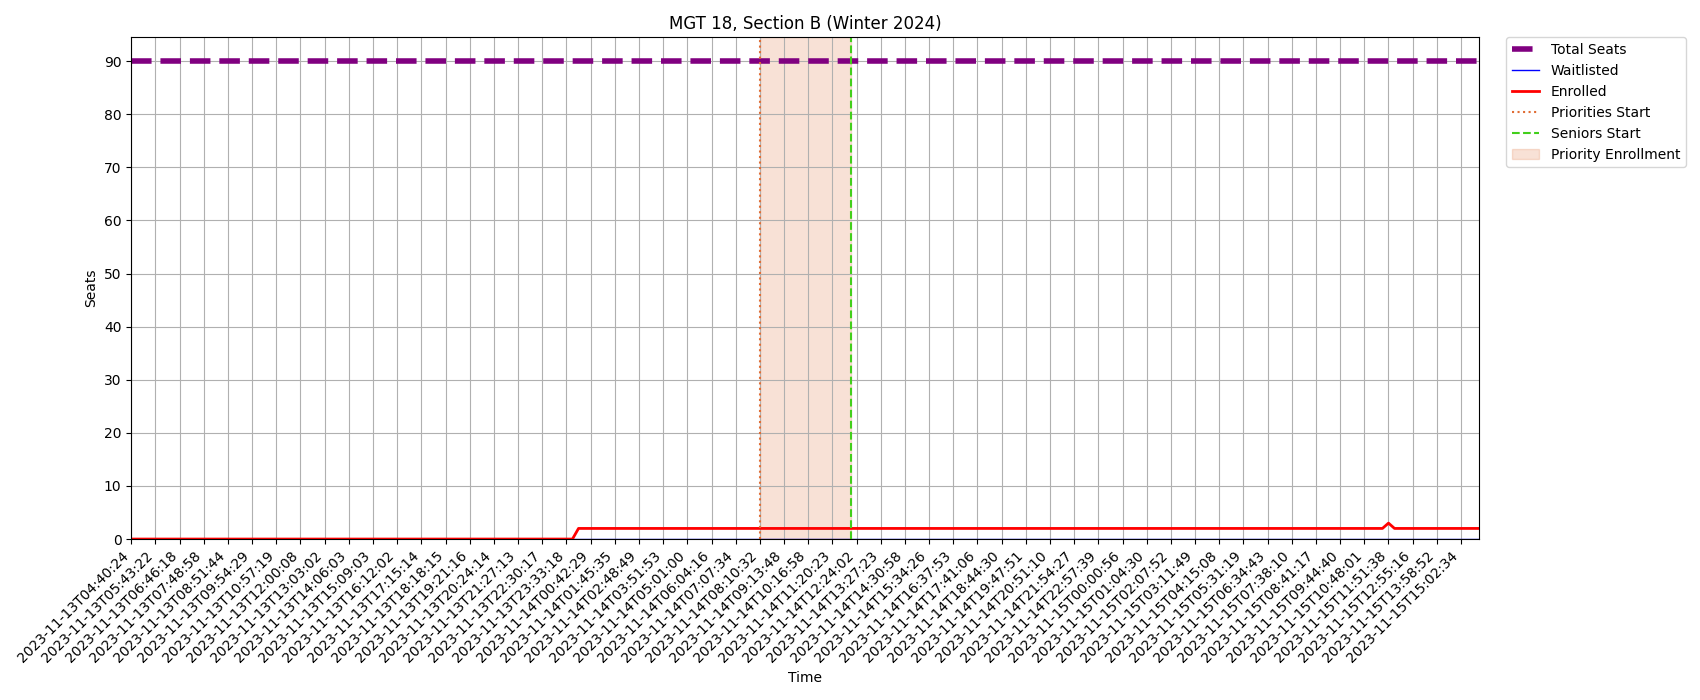 MGT 18, Section B (Winter 2024)
Total Seats
Waitlisted
Enrolled
Priorities Start
Seniors Start
Priority Enrollment
Seats
90
80
70
60
50
40
30
20
10
0
2023-11-13T04:40:24
2023-11-13T05:43:22
2023-11-13T06:46:18
2023-11-13T07:48:58
2023-11-13T08:51:44
2023-11-13T09:54:29
2023-11-13T10:57:19
2023-11-13T12:00:08
2023-11-13T13:03:02
2023-11-13T14:06:03
2023-11-13T15:09:03
2023-11-13T16:12:02
2023-11-13T17:15:14
2023-11-13T18:18:15
2023-11-13T19:21:16
2023-11-13T20:24:14
2023-11-13T21:27:13
2023-11-13T22:30:17
2023-11-13T23:33:18
2023-11-14T00:42:29
2023-11-14T01:45:35
2023-11-14T02:48:49
2023-11-14T03:51:53
2023-11-14T05:01:00
2023-11-14T06:04:16
2023-11-14T07:07:34
2023-11-14T08:10:32
2023-11-14T09:13:48
2023-11-14T10:16:58
2023-11-14T11:20:23
2023-11-14T12:24:02
2023-11-14T13:27:23
2023-11-14T14:30:58
2023-11-14T15:34:26
2023-11-14T16:37:53
2023-11-14T17:41:06
2023-11-14T18:44:30
2023-11-14T19:47:51
2023-11-14T20:51:10
2023-11-14T21:54:27
2023-11-14T22:57:39
2023-11-15T00:00:56
2023-11-15T01:04:30
2023-11-15T02:07:52
2023-11-15T03:11:49
2023-11-15T04:15:08
2023-11-15T05:31:19
2023-11-15T06:34:43
2023-11-15T07:38:10
2023-11-15T08:41:17
2023-11-15T09:44:40
2023-11-15T10:48:01
2023-11-15T11:51:38
2023-11-15T12:55:16
2023-11-15T13:58:52
2023-11-15T15:02:34
Time